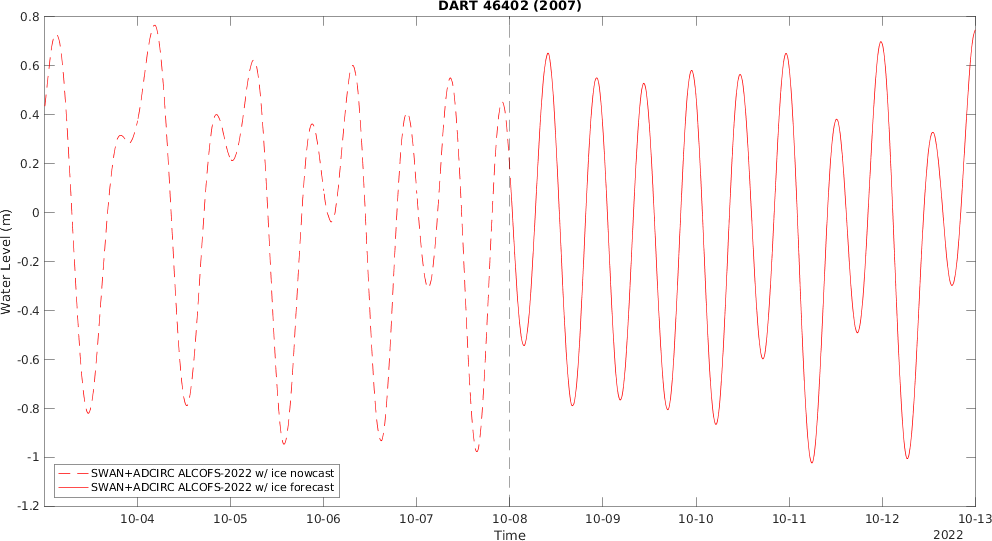 DART 46402 (2007)
0.8
0.6
0.4
0.2
0
-0.2
-0.4
-0.6
-0.8
-1
-1.2
Water Level (m)
SWAN+ADCIRC ALCOFS-2022 w/ ice nowcast
SWAN+ADCIRC ALCOFS-2022 w/ ice forecast
10-04 10-05 10-06 10-07 10-08 10-09 10-10 10-11 10-12 10-13
Time
2022